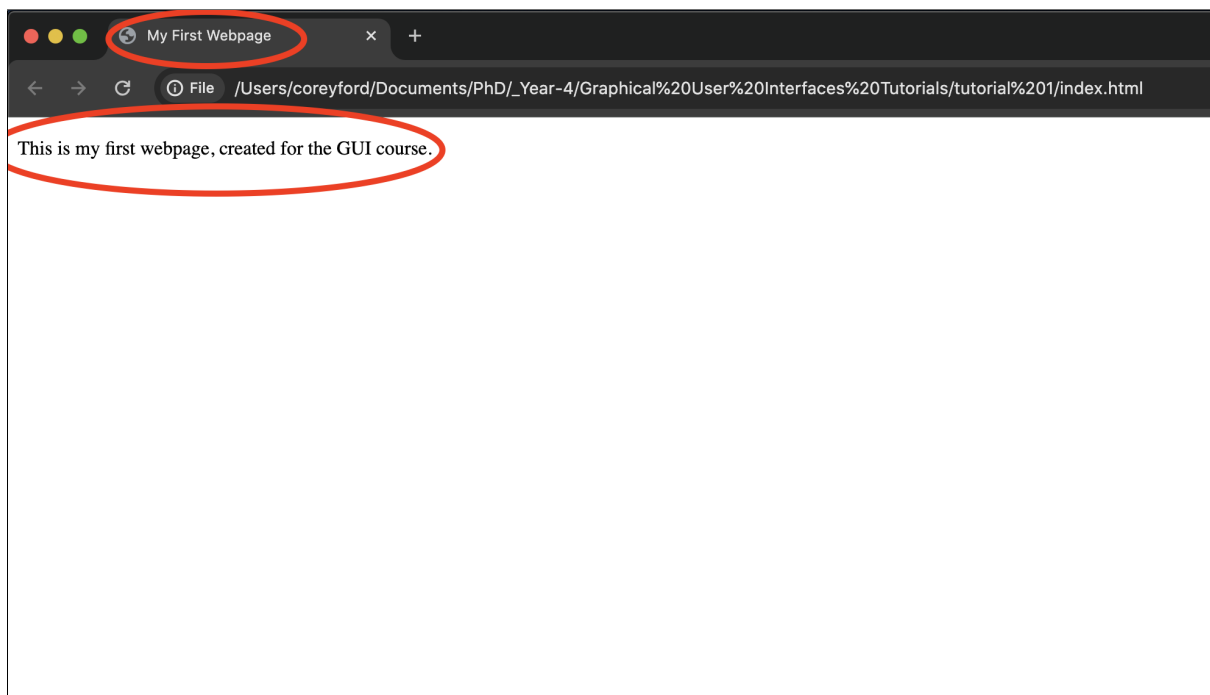 My First Webpage
File /Users/coreyford/Documents/PhD/_Year-4/Graphical%20User%20Interfaces%20Tutorials/tutorial%201/index.html
This is my first webpage, created for the GUI course.